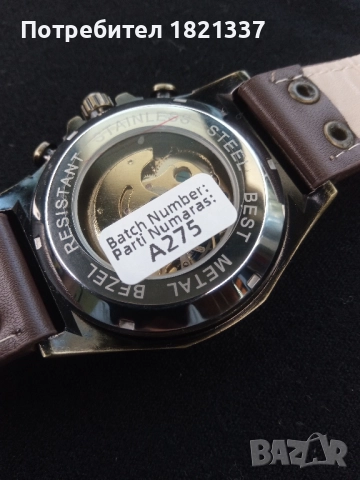 Потребител 1821337
STAINLESS STEEL BEST METAL BEZEL RESISTANT
Batch Number:
Parti Numaras:
A275
BAZAR